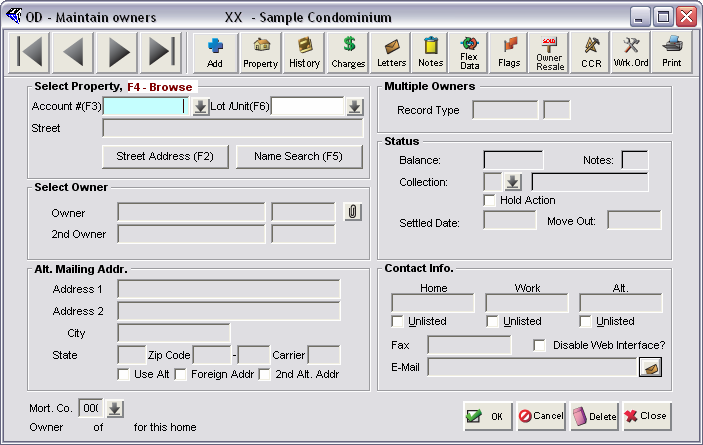 OD - Maintain owners XX - Sample Condominium
Add Property History Charges Letters Notes Flex Data Flags Owner Resale CCR Wrk.Ord Print
Select Property, F4 - Browse
Account #(F3) Lot /Unit(F6)
Street
Street Address (F2) Name Search (F5)
Multiple Owners
Record Type
Status
Balance: Notes:
Collection:
Hold Action
Settled Date: Move Out:
Select Owner
Owner
2nd Owner
Alt. Mailing Addr.
Address 1
Address 2
City
State Zip Code - Carrier
Use Alt Foreign Addr 2nd Alt. Addr
Contact Info.
Home Work Alt.
Unlisted Unlisted Unlisted
Fax Disable Web Interface?
E-Mail
Mort. Co. 000
Owner of for this home
OK Cancel Delete Close